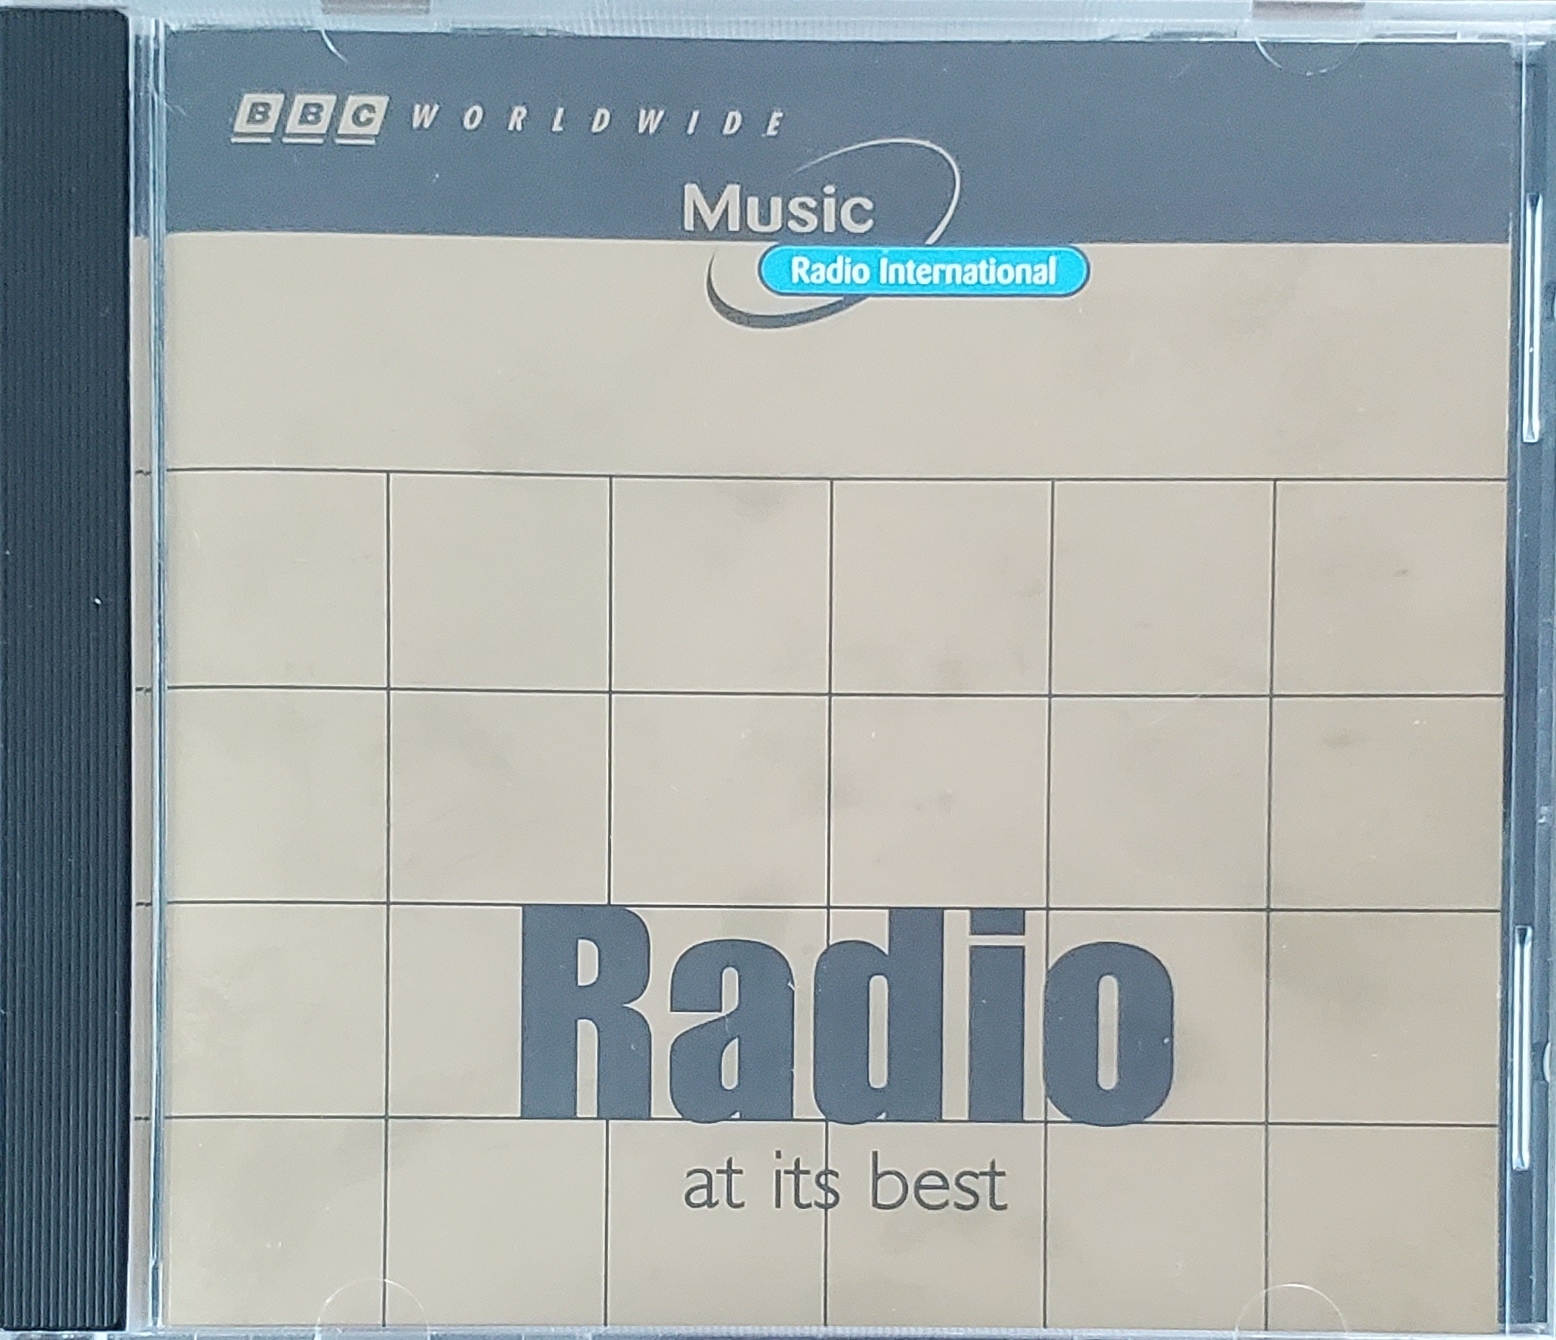 BBC WORLDWIDE
Music
Radio International
Radio
at its best